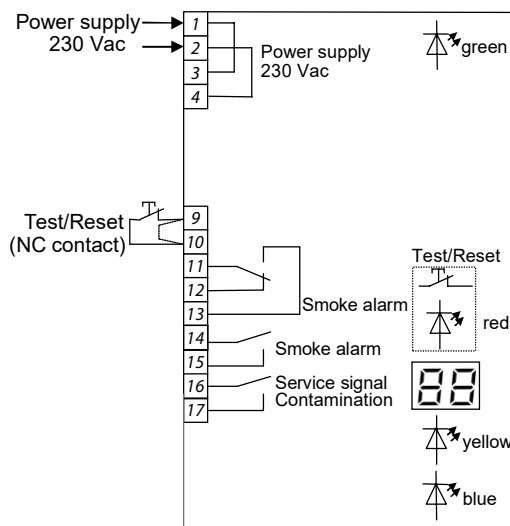 Power supply
230 Vac
1
2
3
4
Power supply
230 Vac
green
Test/Reset
(NC contact)
9
10
11
12
13
14
15
16
17
Smoke alarm
Smoke alarm
Service signal
Contamination
Test/Reset
red
88
yellow
blue